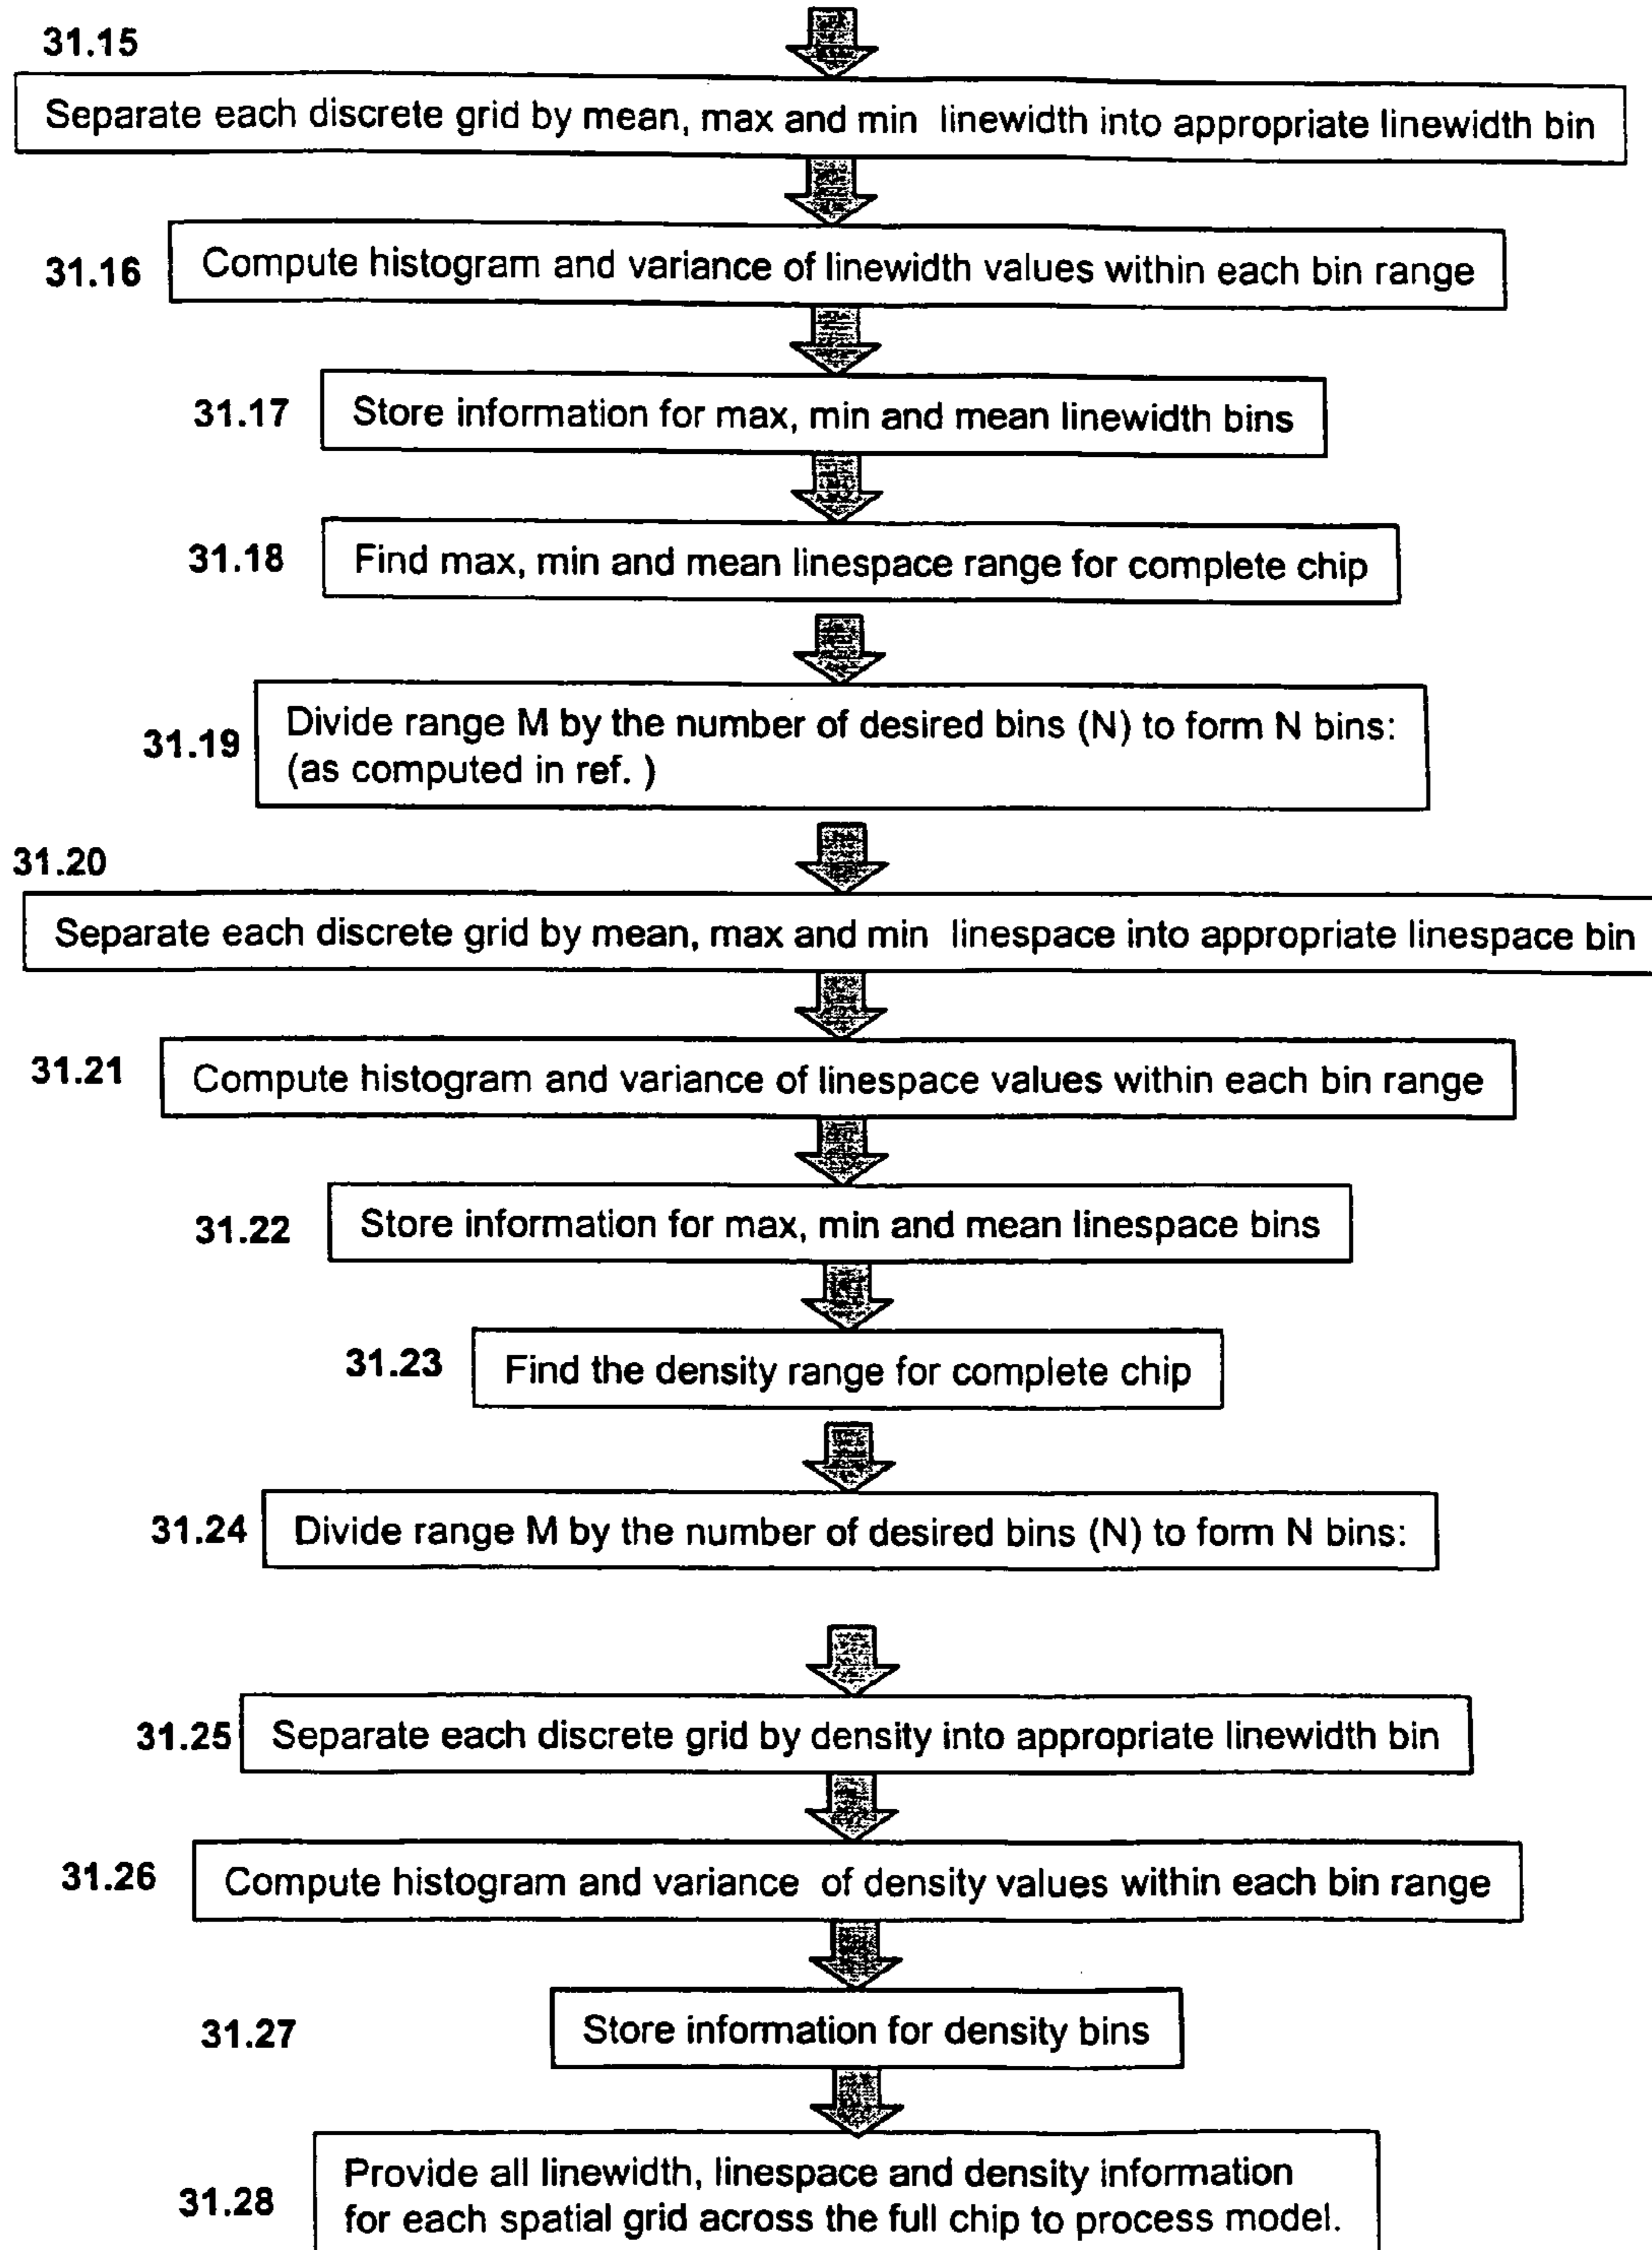 31.15
Separate each discrete grid by mean, max and min linewidth into appropriate linewidth bin
31.16
Compute histogram and variance of linewidth values within each bin range
31.17
Store information for max, min and mean linewidth bins
31.18
Find max, min and mean linespace range for complete chip
31.19
Divide range M by the number of desired bins (N) to form N bins:
(as computed in ref. )
31.20
Separate each discrete grid by mean, max and min linespace into appropriate linespace bin
31.21
Compute histogram and variance of linespace values within each bin range
31.22
Store information for max, min and mean linespace bins
31.23
Find the density range for complete chip
31.24
Divide range M by the number of desired bins (N) to form N bins:
31.25
Separate each discrete grid by density into appropriate linewidth bin
31.26
Compute histogram and variance of density values within each bin range
31.27
Store information for density bins
31.28
Provide all linewidth, linespace and density information
for each spatial grid across the full chip to process model.